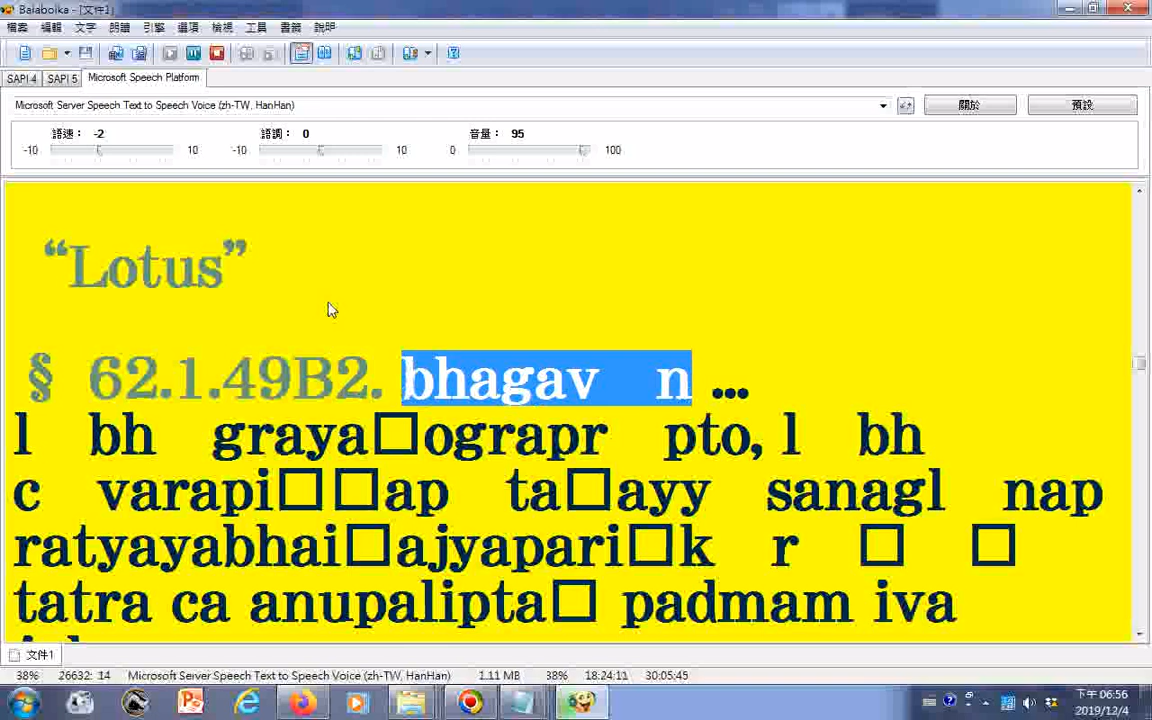 Balabolka - [文件1]
檔案 編輯 文字 朗讀 引擎 選項 檢視 工具 書籤 說明
SAPI 4 SAPI 5 Microsoft Speech Platform
Microsoft Server Speech Text to Speech Voice (zh-TW, HanHan) 關於 預設
語速： -2 語調： 0 音量： 95
-10 10 -10 10 0 100
“Lotus”
§ 62.1.49B2. bhagav n ...
l bh graya□ograpr pto, l bh
c varapi□□ap ta□ayy sanagl nap
ratyayabhai□ajyapari□k r □ □
tatra ca anupalipta□ padmam iva
文件1
38% 26632: 14 Microsoft Server Speech Text to Speech Voice (zh-TW, HanHan) 1.11 MB 38% 18:24:11 30:05:45
下午 06:56
2019/12/4